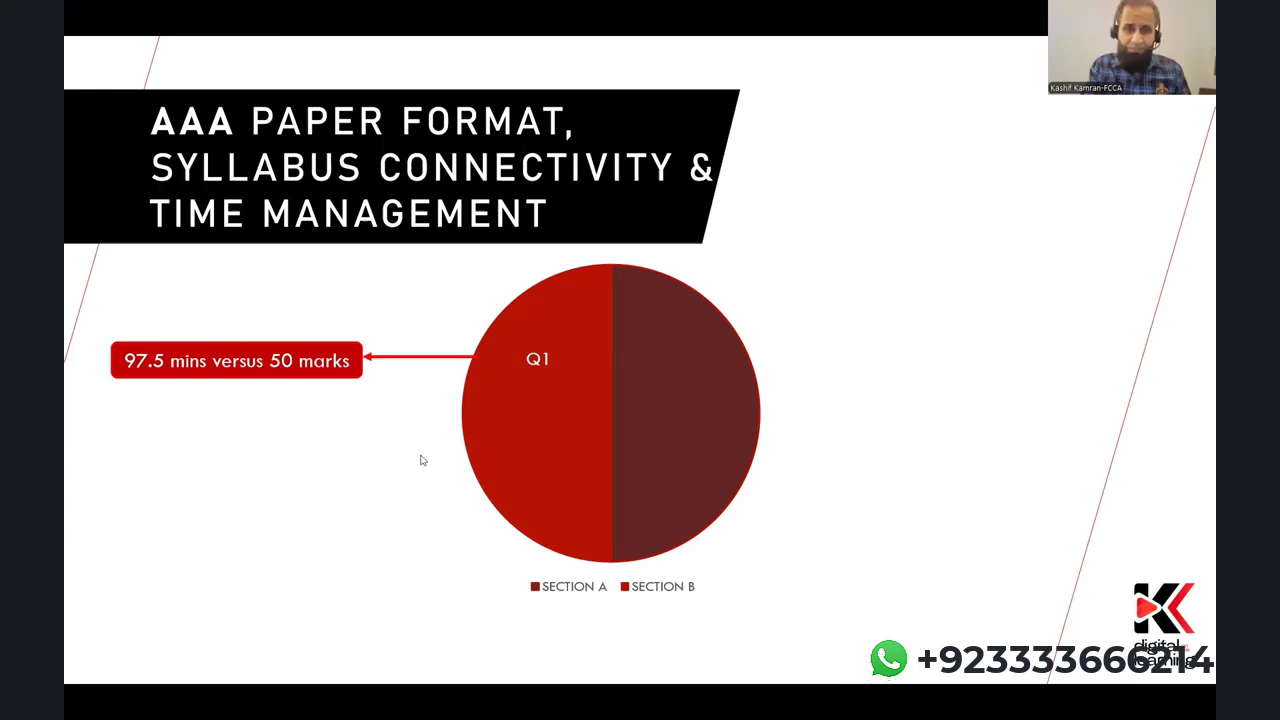 Kashif Kamran-FCCA
AAA PAPER FORMAT,
SYLLABUS CONNECTIVITY &
TIME MANAGEMENT
97.5 mins versus 50 marks
Q1
SECTION A SECTION B
K
digital
learning
+923333666214